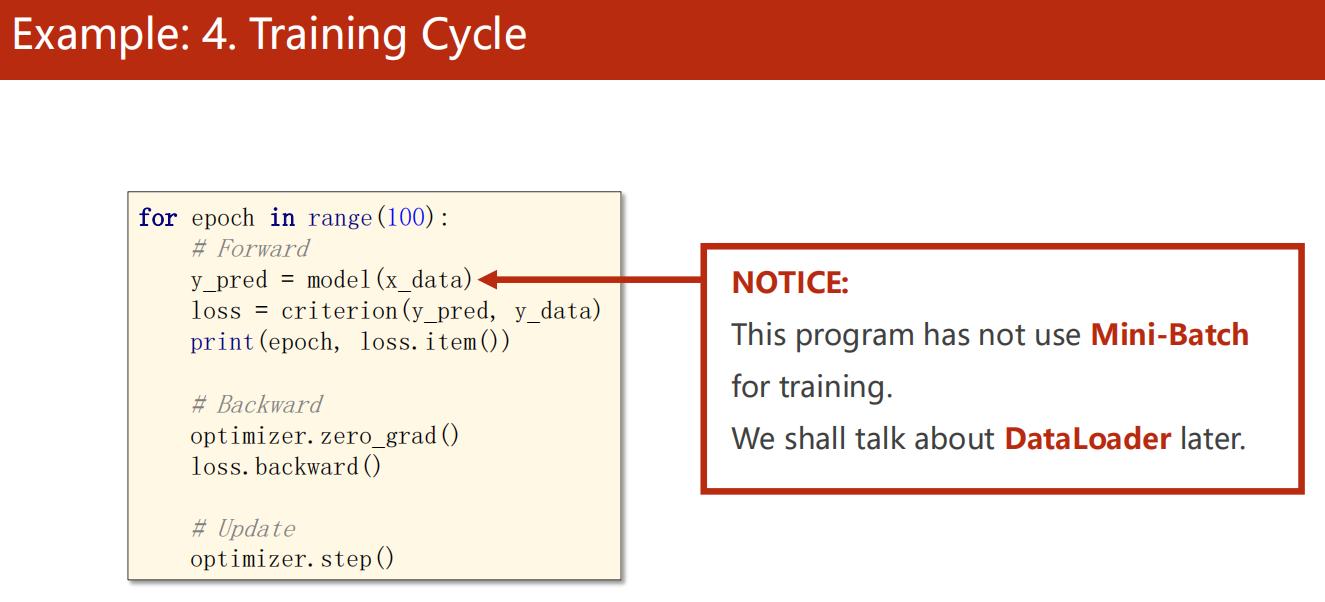 Example: 4. Training Cycle
for epoch in range(100):
# Forward
y_pred = model(x_data)
loss = criterion(y_pred, y_data)
print(epoch, loss.item())
# Backward
optimizer.zero_grad()
loss.backward()
# Update
optimizer.step()
NOTICE:
This program has not use Mini-Batch
for training.
We shall talk about DataLoader later.